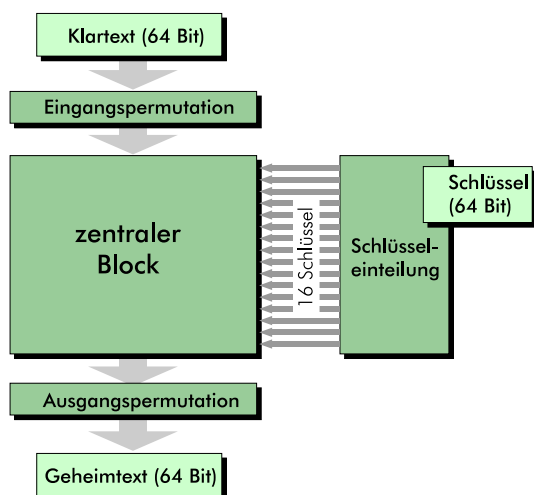 Klartext (64 Bit)
Eingangspermutation
zentraler
Block
16 Schlüssel
Schlüssel
(64 Bit)
Schlüssel-
einteilung
Ausgangspermutation
Geheimtext (64 Bit)